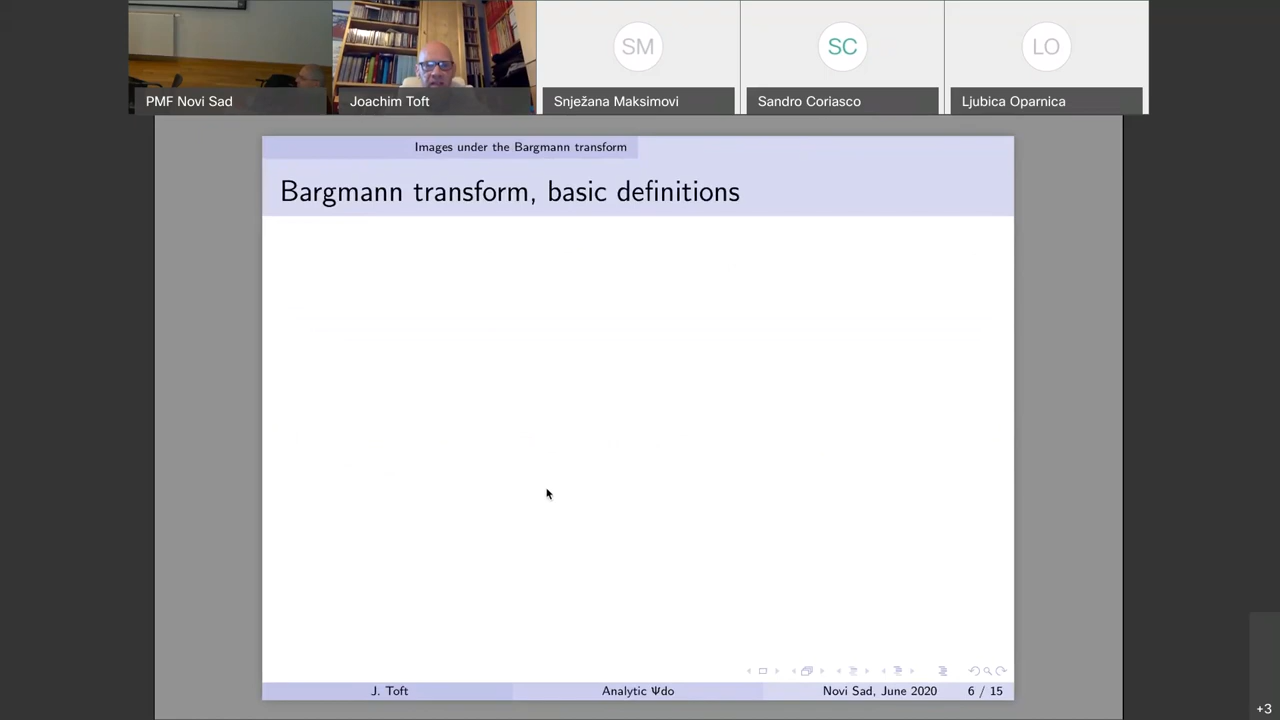 SM
SC
LO
PMF Novi Sad
Joachim Toft
Snježana Maksimovi
Sandro Coriasco
Ljubica Oparnica
Images under the Bargmann transform
Bargmann transform, basic definitions
J. Toft
Analytic Ψdo
Novi Sad, June 2020
6 / 15
+3